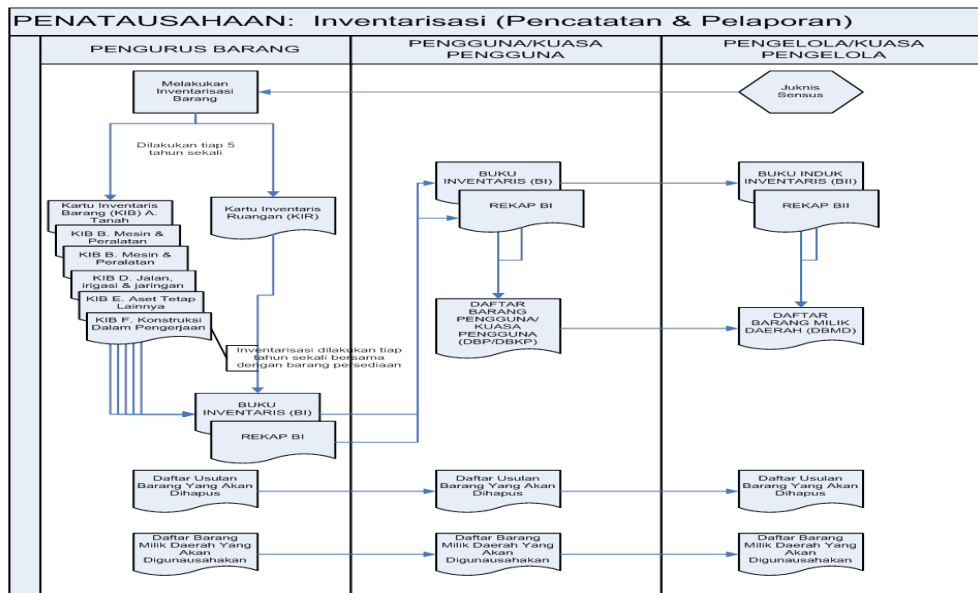 PENATAUSAHAAN: Inventarisasi (Pencatatan & Pelaporan)
PENGURUS BARANG
PENGGUNA/KUASA
PENGGUNA
PENGELOLA/KUASA
PENGELOLA
Melakukan
Inventarisasi
Barang
Juknis
Sensus
Dilakukan tiap 5
tahun sekali
Kartu Inventaris
Barang (KIB) A.
Tanah
KIB B. Mesin &
Peralatan
KIB B. Mesin &
Peralatan
KIB D. Jalan,
irigasi & jaringan
KIB E. Aset Tetap
Lainnya
KIB F. Konstruksi
Dalam Pengerjaan
Kartu Inventaris
Ruangan (KIR)
Inventarisasi dilakukan tiap
tahun sekali bersama
dengan barang persediaan
BUKU
INVENTARIS (BI)
REKAP BI
BUKU
INVENTARIS (BI)
REKAP BI
DAFTAR
BARANG
PENGGUNA/
KUASA
PENGGUNA
(DBP/DBKP)
BUKU INDUK
INVENTARIS (BII)
REKAP BII
DAFTAR
BARANG MILIK
DAERAH (DBMD)
Daftar Usulan
Barang Yang Akan
Dihapus
Daftar Usulan
Barang Yang Akan
Dihapus
Daftar Usulan
Barang Yang Akan
Dihapus
Daftar Barang
Milik Daerah Yang
Akan
Digunausahakan
Daftar Barang
Milik Daerah Yang
Akan
Digunausahakan
Daftar Barang
Milik Daerah Yang
Akan
Digunausahakan